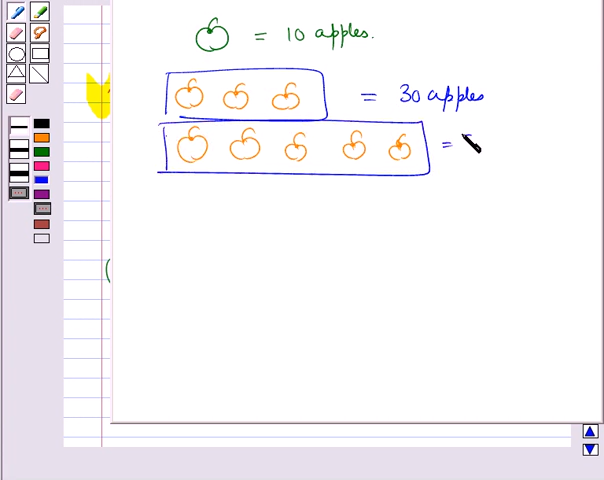 = 10 apples.
= 30 apples
=